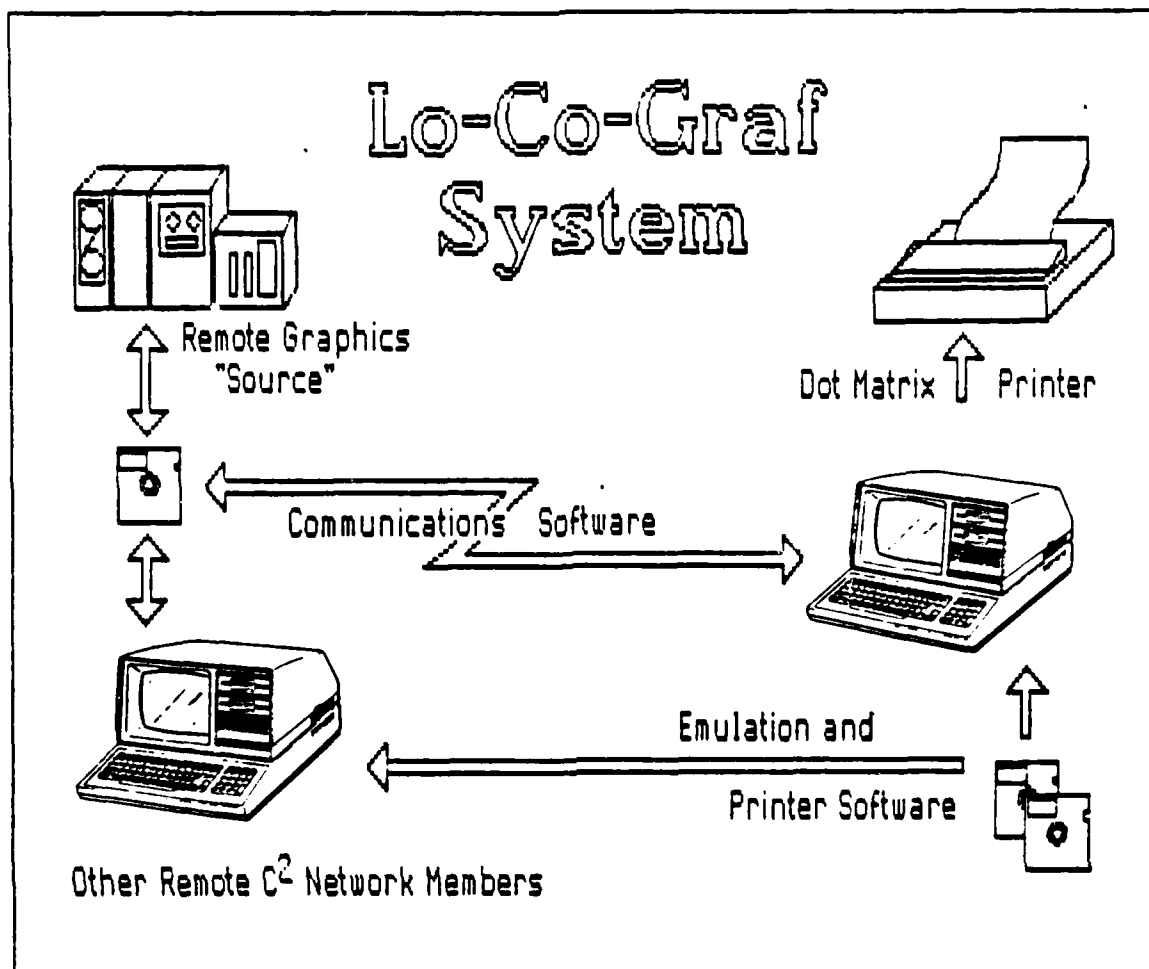 Lo-Co-Graf
System
Remote Graphics
"Source"
Dot Matrix Printer
Communications Software
Emulation and
Printer Software
Other Remote C² Network Members